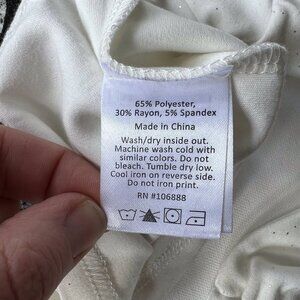 65% Polyester,
30% Rayon, 5% Spandex
Made in China
Wash/dry inside out.
Machine wash cold with
similar colors. Do not
bleach. Tumble dry low.
Cool iron on reverse side.
Do not iron print.
RN #106888